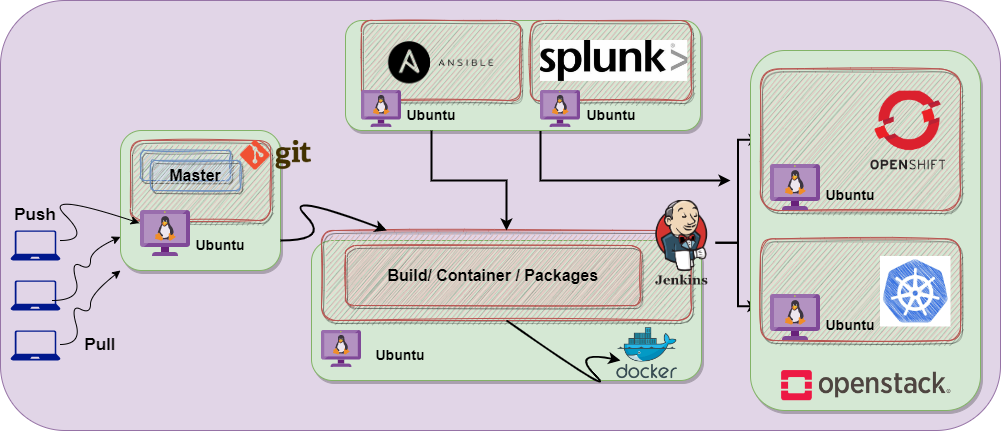 ANSIBLE
splunk>
Ubuntu
Ubuntu
git
Master
Push
Ubuntu
Pull
Build/ Container / Packages
Jenkins
Ubuntu
docker
OPENSHIFT
Ubuntu
Ubuntu
openstack.